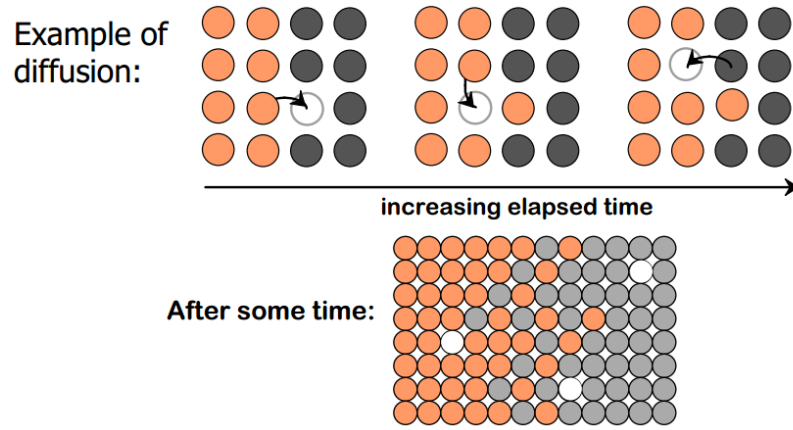 Example of
diffusion:
increasing elapsed time
After some time: